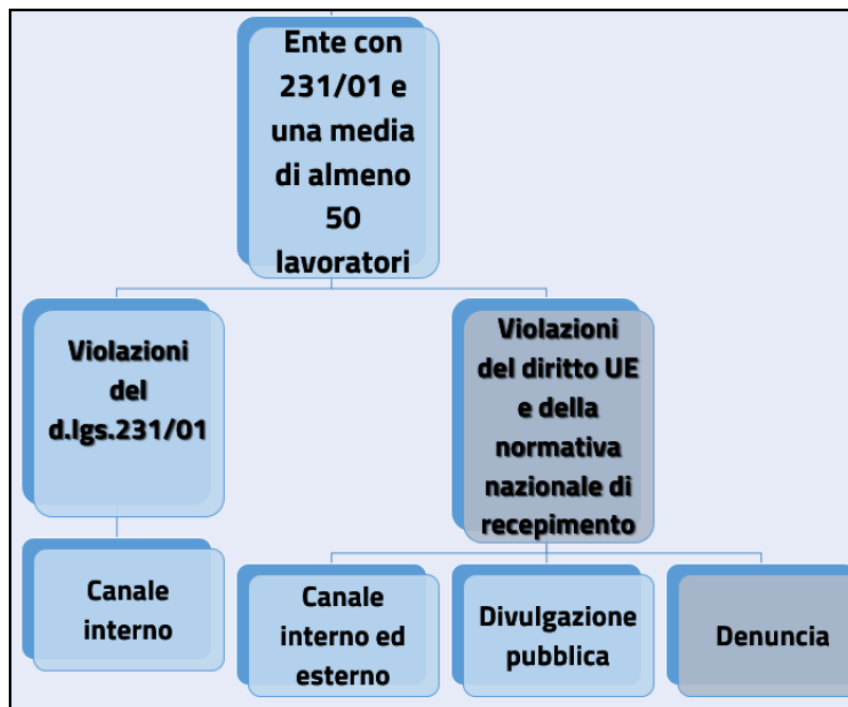 Ente con
231/01 e
una media
di almeno
50
lavoratori
Violazioni
del
d.lgs.231/01
Violazioni
del diritto UE
e della
normativa
nazionale di
recepimento
Canale
interno
Canale
interno ed
esterno
Divulgazione
pubblica
Denuncia